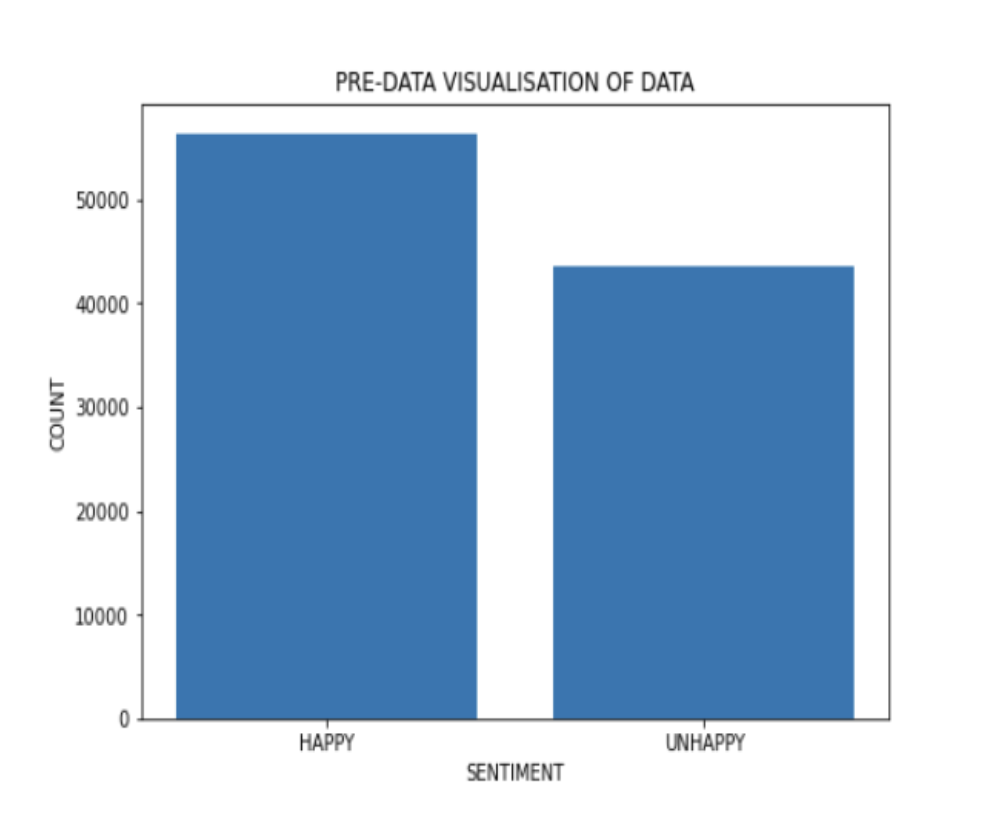 PRE-DATA VISUALISATION OF DATA
COUNT
50000
40000
30000
20000
10000
0
HAPPY
UNHAPPY
SENTIMENT